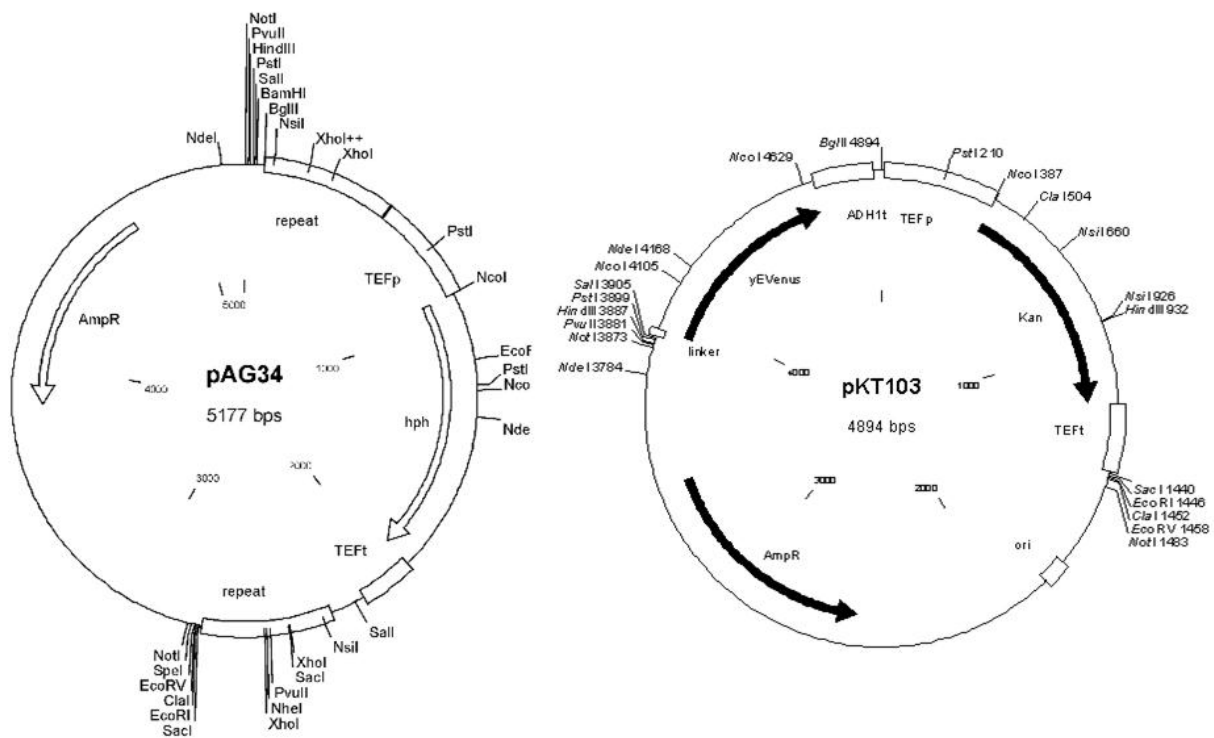 NotI
PvuII
HindIII
PstI
SalI
BamHI
BglII
NsiI
XhoI++
XhoI
NdeI
repeat
PstI
TEFp
NcoI
5000
AmpR
pAG34
5177 bps
4000
1000
EcoF
PstI
Nco
hph
Nde
3000
2000
TEFt
repeat
SalI
NsiI
NotI
SpeI
EcoRV
ClaI
EcoRI
SacI
XhoI
SacI
PvuII
NheI
XhoI
BglII 4894
NcoI 4629
PstI 210
NcoI 387
ClaI 504
ADH1t
TEFp
NsiI 660
NdeI 4168
NcoI 4105
SalI 3905
PstI 3899
HindIII 3887
PvuII 3881
NotI 3873
yEVenus
NsiI 926
HindIII 932
Kan
linker
NdeI 3784
4000
pKT103
4894 bps
1000
TEFt
3000
2000
SacI 1440
EcoRI 1446
ClaI 1452
EcoRV 1458
NotI 1483
AmpR
ori